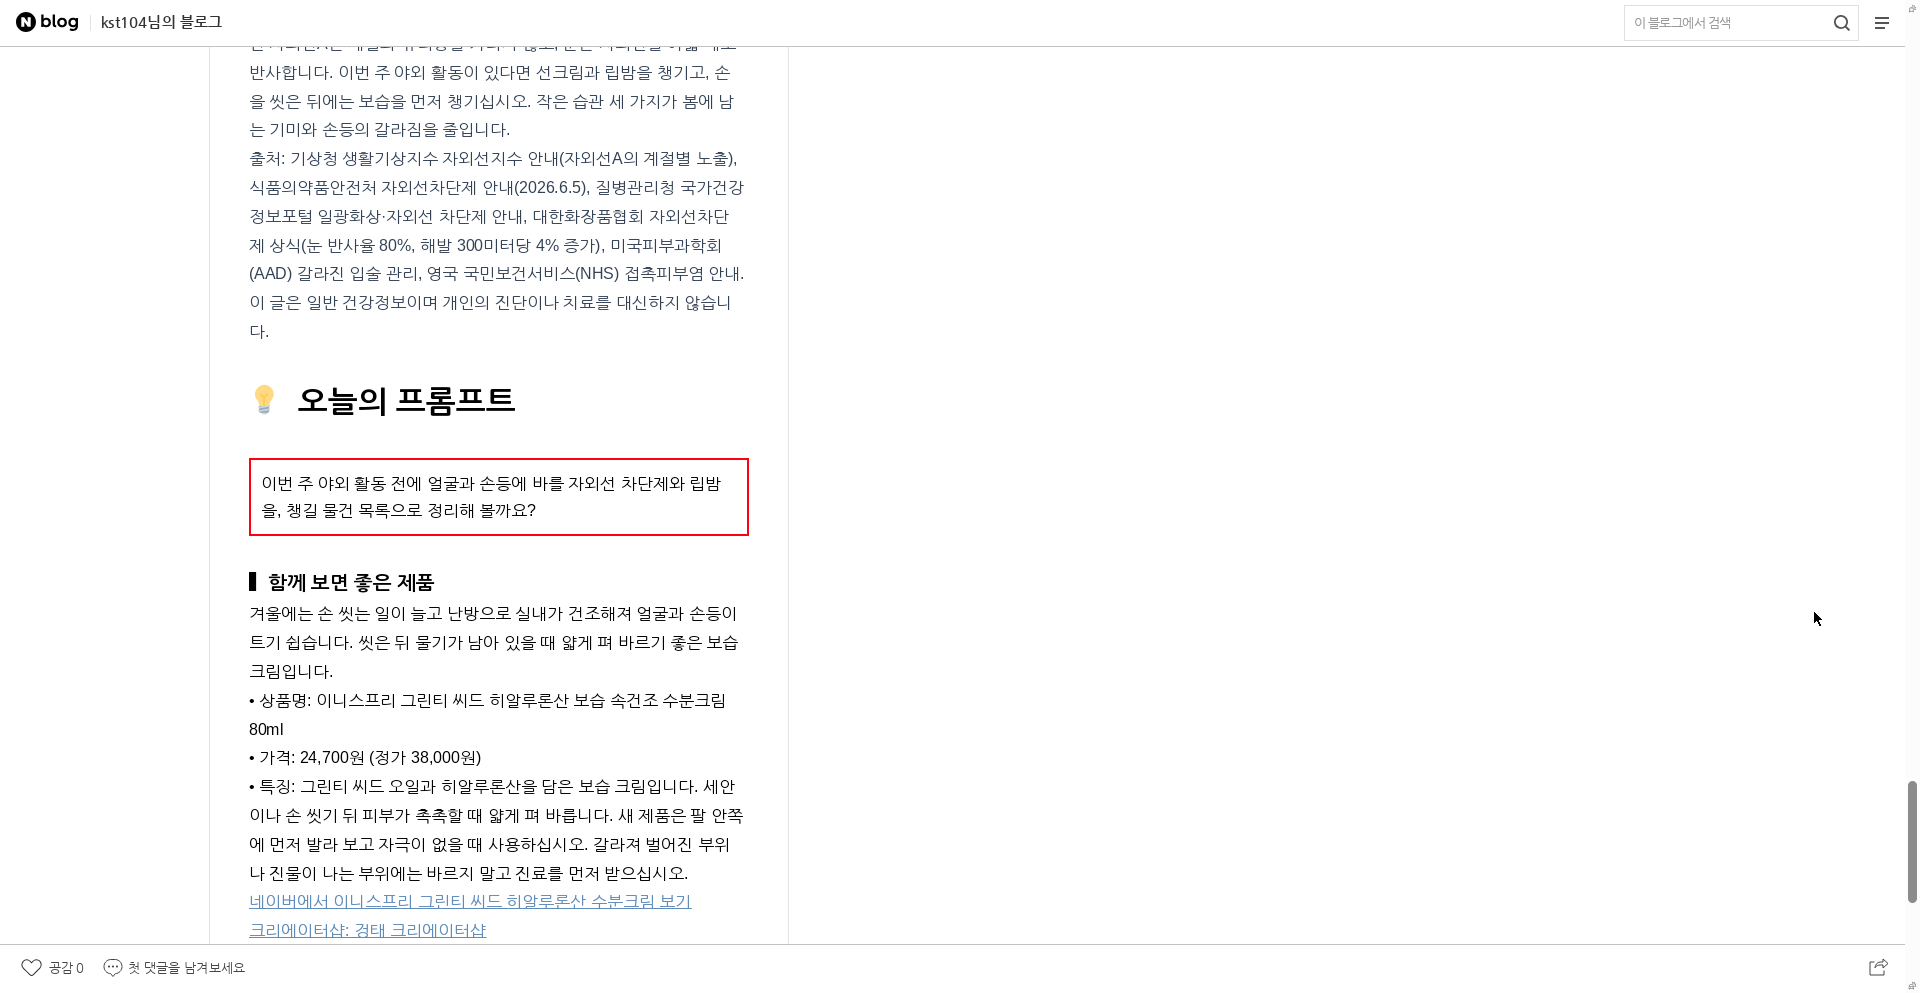 blog
kst104님의 블로그
이 블로그에서 검색
반사합니다. 이번 주 야외 활동이 있다면 선크림과 립밤을 챙기고, 손
을 씻은 뒤에는 보습을 먼저 챙기십시오. 작은 습관 세 가지가 봄에 남
는 기미와 손등의 갈라짐을 줄입니다.
출처: 기상청 생활기상지수 자외선지수 안내(자외선A의 계절별 노출),
식품의약품안전처 자외선차단제 안내(2026.6.5), 질병관리청 국가건강
정보포털 일광화상·자외선 차단제 안내, 대한화장품협회 자외선차단
제 상식(눈 반사율 80%, 해발 300미터당 4% 증가), 미국피부과학회
(AAD) 갈라진 입술 관리, 영국 국민보건서비스(NHS) 접촉피부염 안내.
이 글은 일반 건강정보이며 개인의 진단이나 치료를 대신하지 않습니
다.
오늘의 프롬프트
이번 주 야외 활동 전에 얼굴과 손등에 바를 자외선 차단제와 립밤
을, 챙길 물건 목록으로 정리해 볼까요?
함께 보면 좋은 제품
겨울에는 손 씻는 일이 늘고 난방으로 실내가 건조해져 얼굴과 손등이
트기 쉽습니다. 씻은 뒤 물기가 남아 있을 때 얇게 펴 바르기 좋은 보습
크림입니다.
• 상품명: 이니스프리 그린티 씨드 히알루론산 보습 속건조 수분크림
80ml
• 가격: 24,700원 (정가 38,000원)
• 특징: 그린티 씨드 오일과 히알루론산을 담은 보습 크림입니다. 세안
이나 손 씻기 뒤 피부가 촉촉할 때 얇게 펴 바릅니다. 새 제품은 팔 안쪽
에 먼저 발라 보고 자극이 없을 때 사용하십시오. 갈라져 벌어진 부위
나 진물이 나는 부위에는 바르지 말고 진료를 먼저 받으십시오.
네이버에서 이니스프리 그린티 씨드 히알루론산 수분크림 보기
크리에이터샵: 경태 크리에이터샵
공감 0
첫 댓글을 남겨보세요